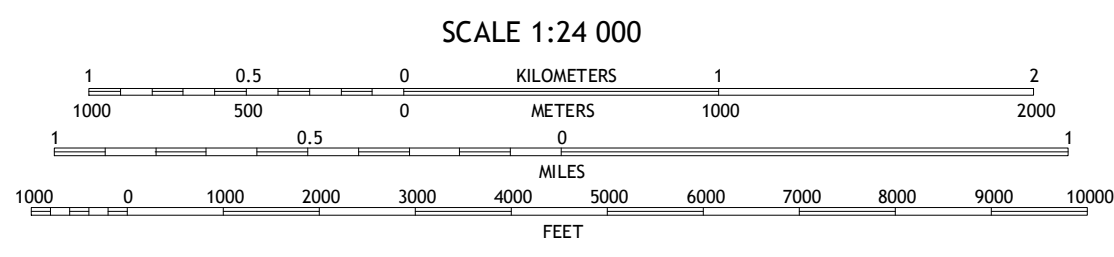 SCALE 1:24 000
1 0.5 0 KILOMETERS 1 2
1000 500 0 METERS 1000 2000
1 0.5 0 1
MILES
1000 0 1000 2000 3000 4000 5000 6000 7000 8000 9000 10000
FEET